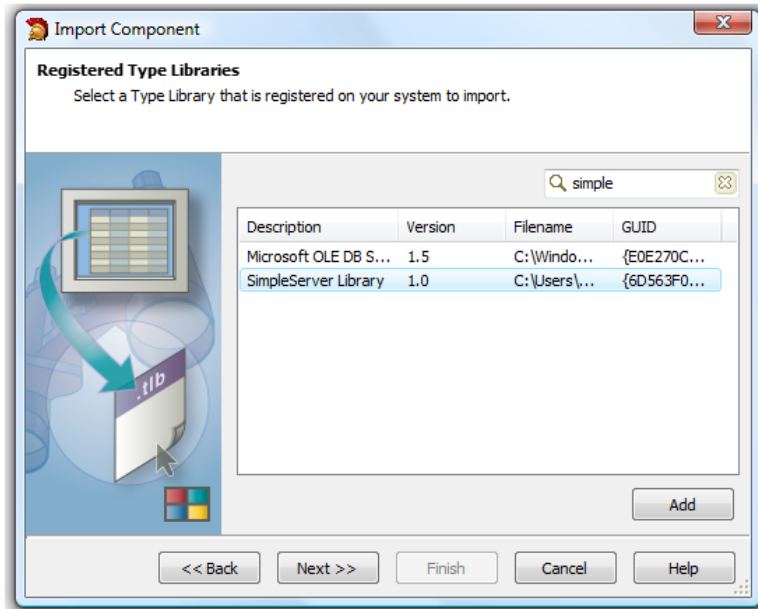 Import Component
Registered Type Libraries
Select a Type Library that is registered on your system to import.
simple
Description Version Filename GUID
Microsoft OLE DB S... 1.5 C:\Windo... {E0E270C...
SimpleServer Library 1.0 C:\Users\... {6D563F0...
.tlb
Add
<< Back Next >> Finish Cancel Help